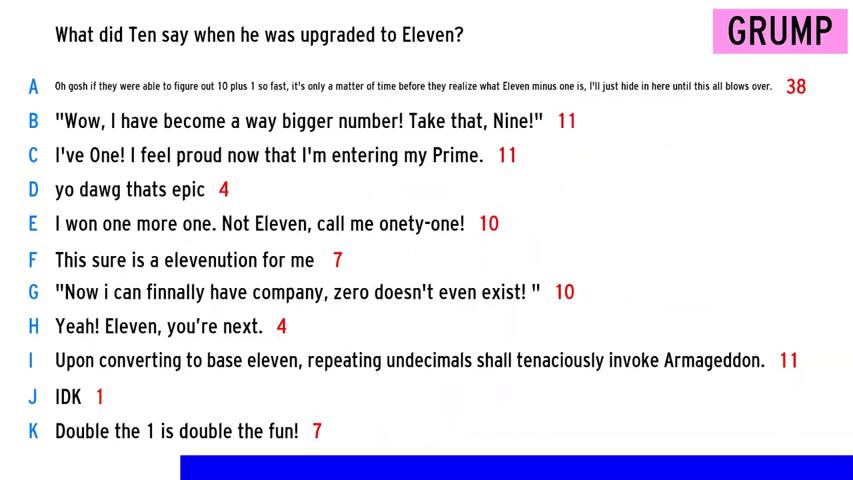 What did Ten say when he was upgraded to Eleven?
GRUMP
A Oh gosh if they were able to figure out 10 plus 1 so fast, it's only a matter of time before they realize what Eleven minus one is, I'll just hide in here until this all blows over. 38
B "Wow, I have become a way bigger number! Take that, Nine!" 11
C I've One! I feel proud now that I'm entering my Prime. 11
D yo dawg thats epic 4
E I won one more one. Not Eleven, call me onety-one! 10
F This sure is a elevenution for me 7
G "Now i can finnally have company, zero doesn't even exist! " 10
H Yeah! Eleven, you're next. 4
I Upon converting to base eleven, repeating undecimals shall tenaciously invoke Armageddon. 11
J IDK 1
K Double the 1 is double the fun! 7